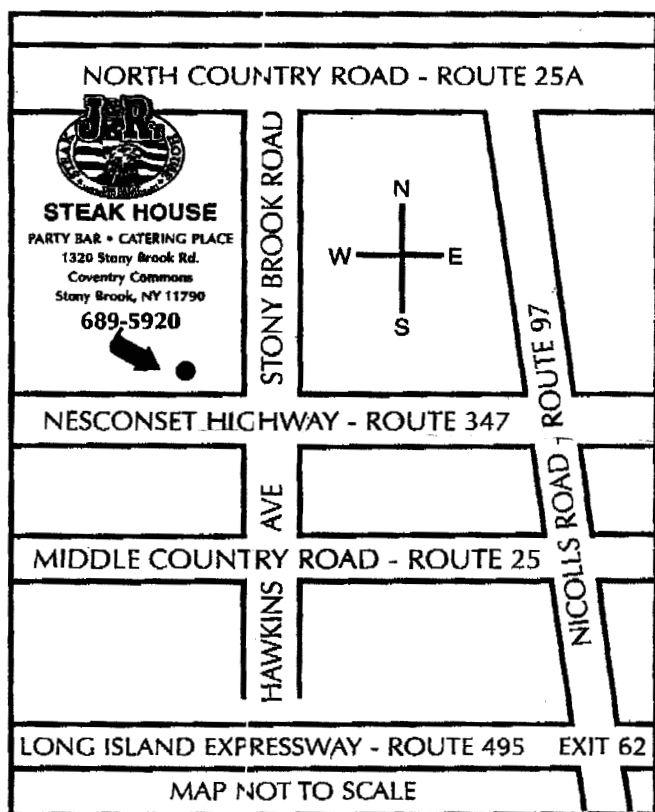 NORTH COUNTRY ROAD - ROUTE 25A
J&R's
STEAK HOUSE
PARTY BAR • CATERING PLACE
1320 Stony Brook Rd.
Coventry Commons
Stony Brook, NY 11790
689-5920
STONY BROOK ROAD
N
W
E
S
NICOLLS ROAD - ROUTE 97
NESCONSET HIGHWAY - ROUTE 347
HAWKINS AVE
MIDDLE COUNTRY ROAD - ROUTE 25
LONG ISLAND EXPRESSWAY - ROUTE 495 EXIT 62
MAP NOT TO SCALE